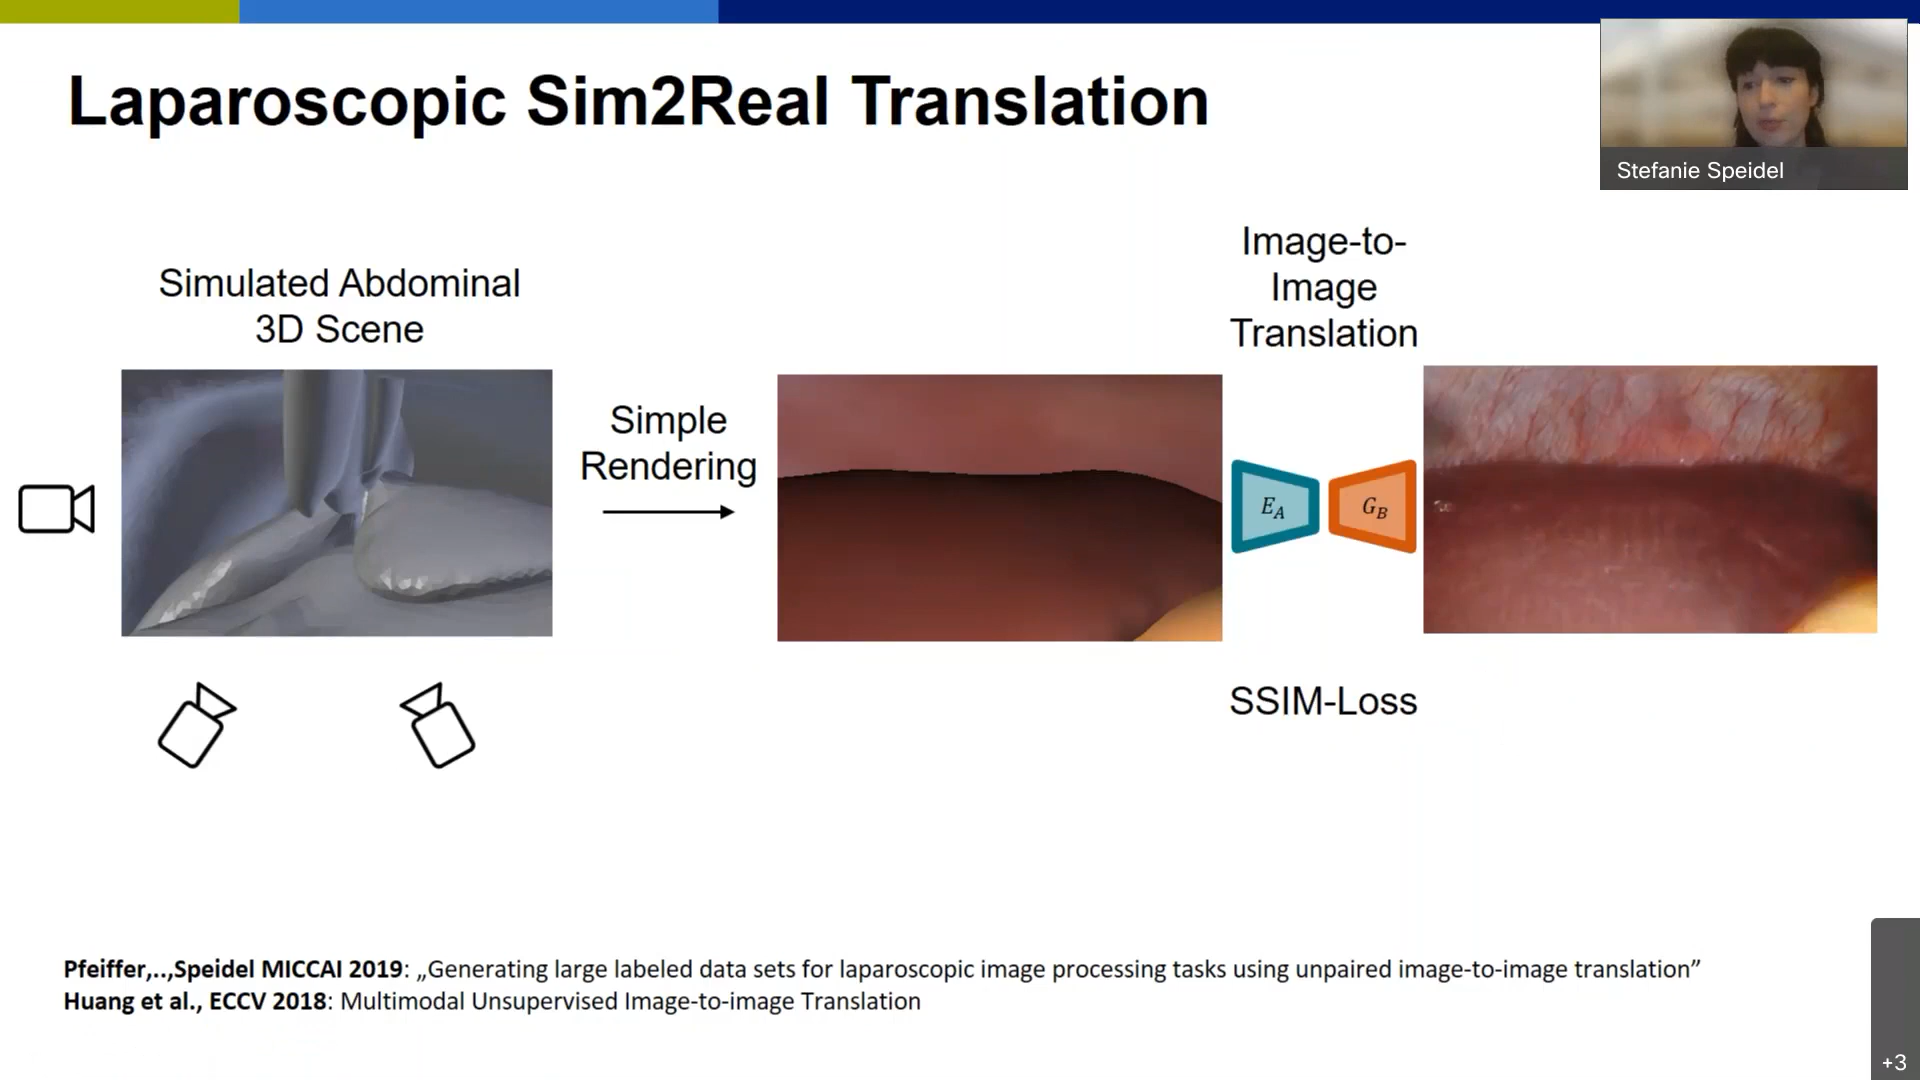 Laparoscopic Sim2Real Translation
Stefanie Speidel
Simulated Abdominal
3D Scene
Simple
Rendering
Image-to-
Image
Translation
E_A
G_B
SSIM-Loss
Pfeiffer,..,Speidel MICCAI 2019: „Generating large labeled data sets for laparoscopic image processing tasks using unpaired image-to-image translation”
Huang et al., ECCV 2018: Multimodal Unsupervised Image-to-image Translation
+3